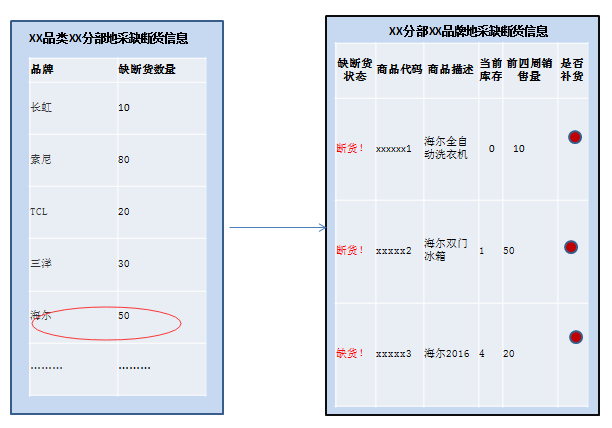 XX品类XX分部地采缺断货信息
品牌 缺断货数量
长虹 10
索尼 80
TCL 20
三洋 30
海尔 50
……… ………
XX分部XX品牌地采缺断货信息
缺断货状态 商品代码 商品描述 当前库存 前四周销售量 是否补货
断货! xxxxxx1 海尔全自动洗衣机 0 10
断货! xxxxx2 海尔双门冰箱 1 50
缺货! xxxxx3 海尔2016 4 20